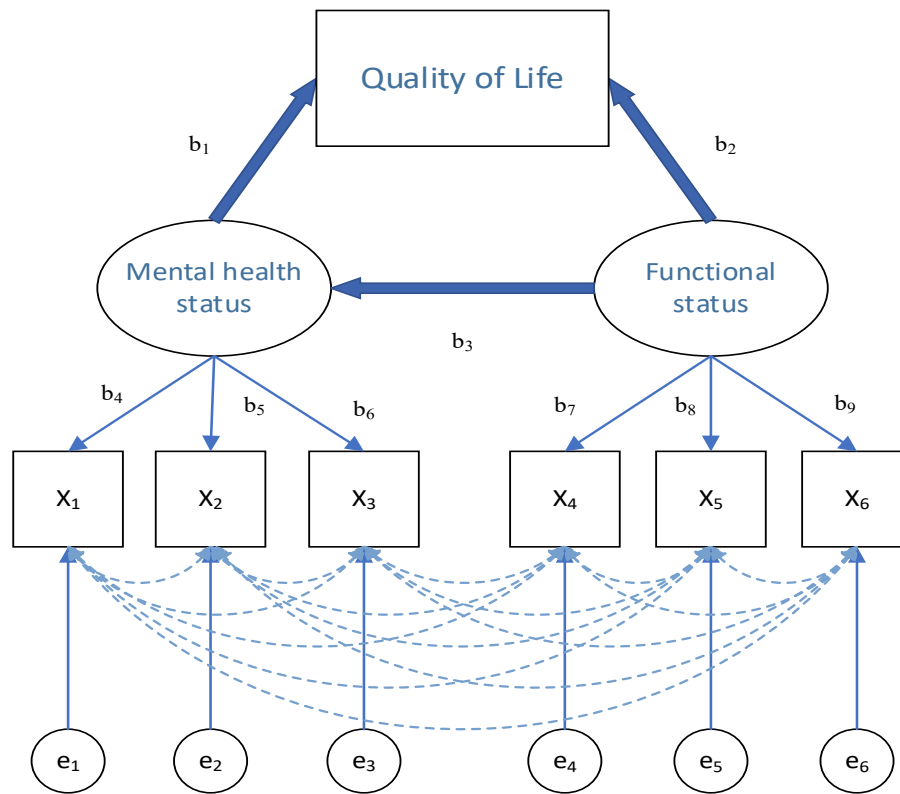 Quality of Life
b₁
b₂
Mental health
status
Functional
status
b₃
b₄
b₅
b₆
b₇
b₈
b₉
x₁
x₂
x₃
x₄
x₅
x₆
e₁
e₂
e₃
e₄
e₅
e₆